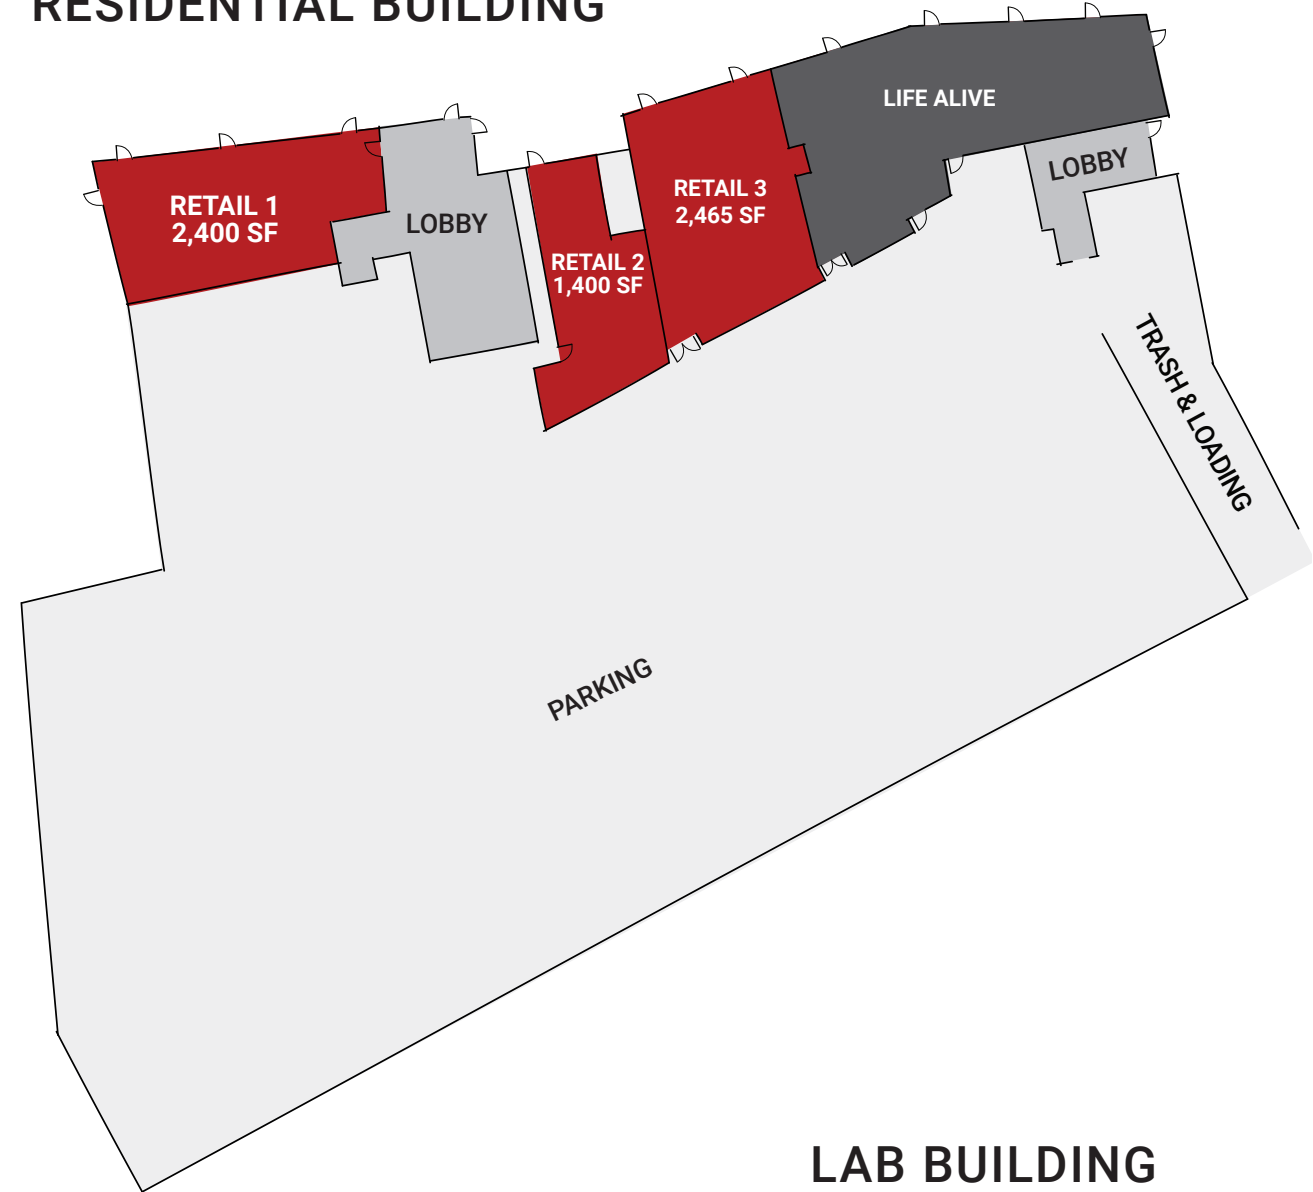 RESIDENTIAL BUILDING
RETAIL 1
2,400 SF
LOBBY
RETAIL 2
1,400 SF
RETAIL 3
2,465 SF
LIFE ALIVE
LOBBY
TRASH & LOADING
PARKING
LAB BUILDING